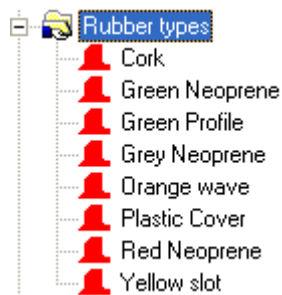 Rubber types
Cork
Green Neoprene
Green Profile
Grey Neoprene
Orange wave
Plastic Cover
Red Neoprene
Yellow slot